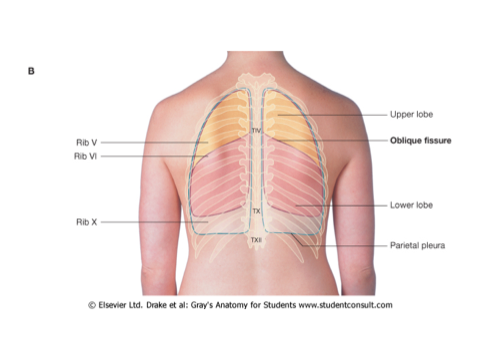 B
Upper lobe
TIV
Oblique fissure
Rib V
Rib VI
Lower lobe
TX
Rib X
TXII
Parietal pleura
© Elsevier Ltd. Drake et al: Gray's Anatomy for Students www.studentconsult.com